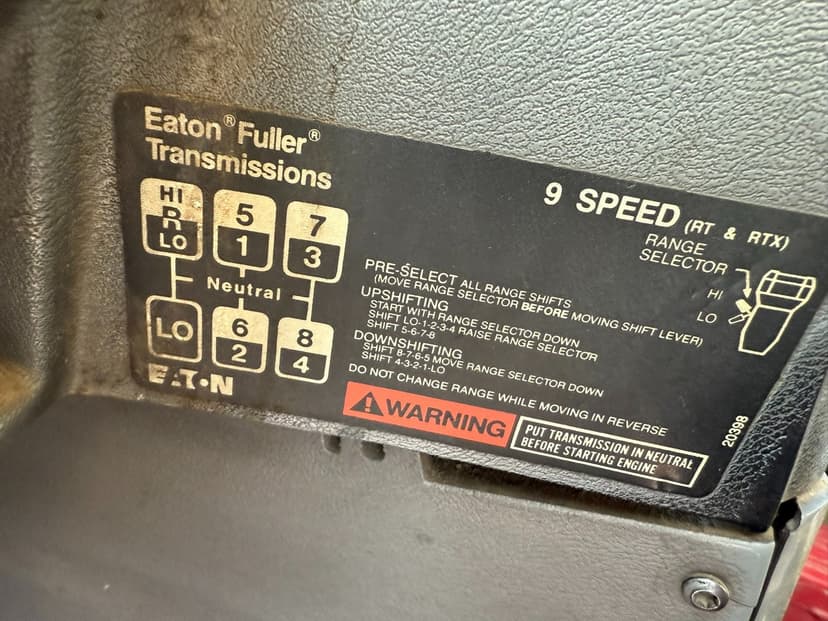 Eaton® Fuller®
Transmissions
HI
R
LO
5
1
7
3
Neutral
LO
6
2
8
4
EATON
9 SPEED (RT & RTX)
RANGE
SELECTOR
HI
LO
PRE-SELECT ALL RANGE SHIFTS
(MOVE RANGE SELECTOR BEFORE MOVING SHIFT LEVER)
UPSHIFTING
START WITH RANGE SELECTOR DOWN
SHIFT LO-1-2-3-4 RAISE RANGE SELECTOR
SHIFT 5-6-7-8
DOWNSHIFTING
SHIFT 8-7-6-5 MOVE RANGE SELECTOR DOWN
SHIFT 4-3-2-1-LO
DO NOT CHANGE RANGE WHILE MOVING IN REVERSE
WARNING
PUT TRANSMISSION IN NEUTRAL
BEFORE STARTING ENGINE
20398